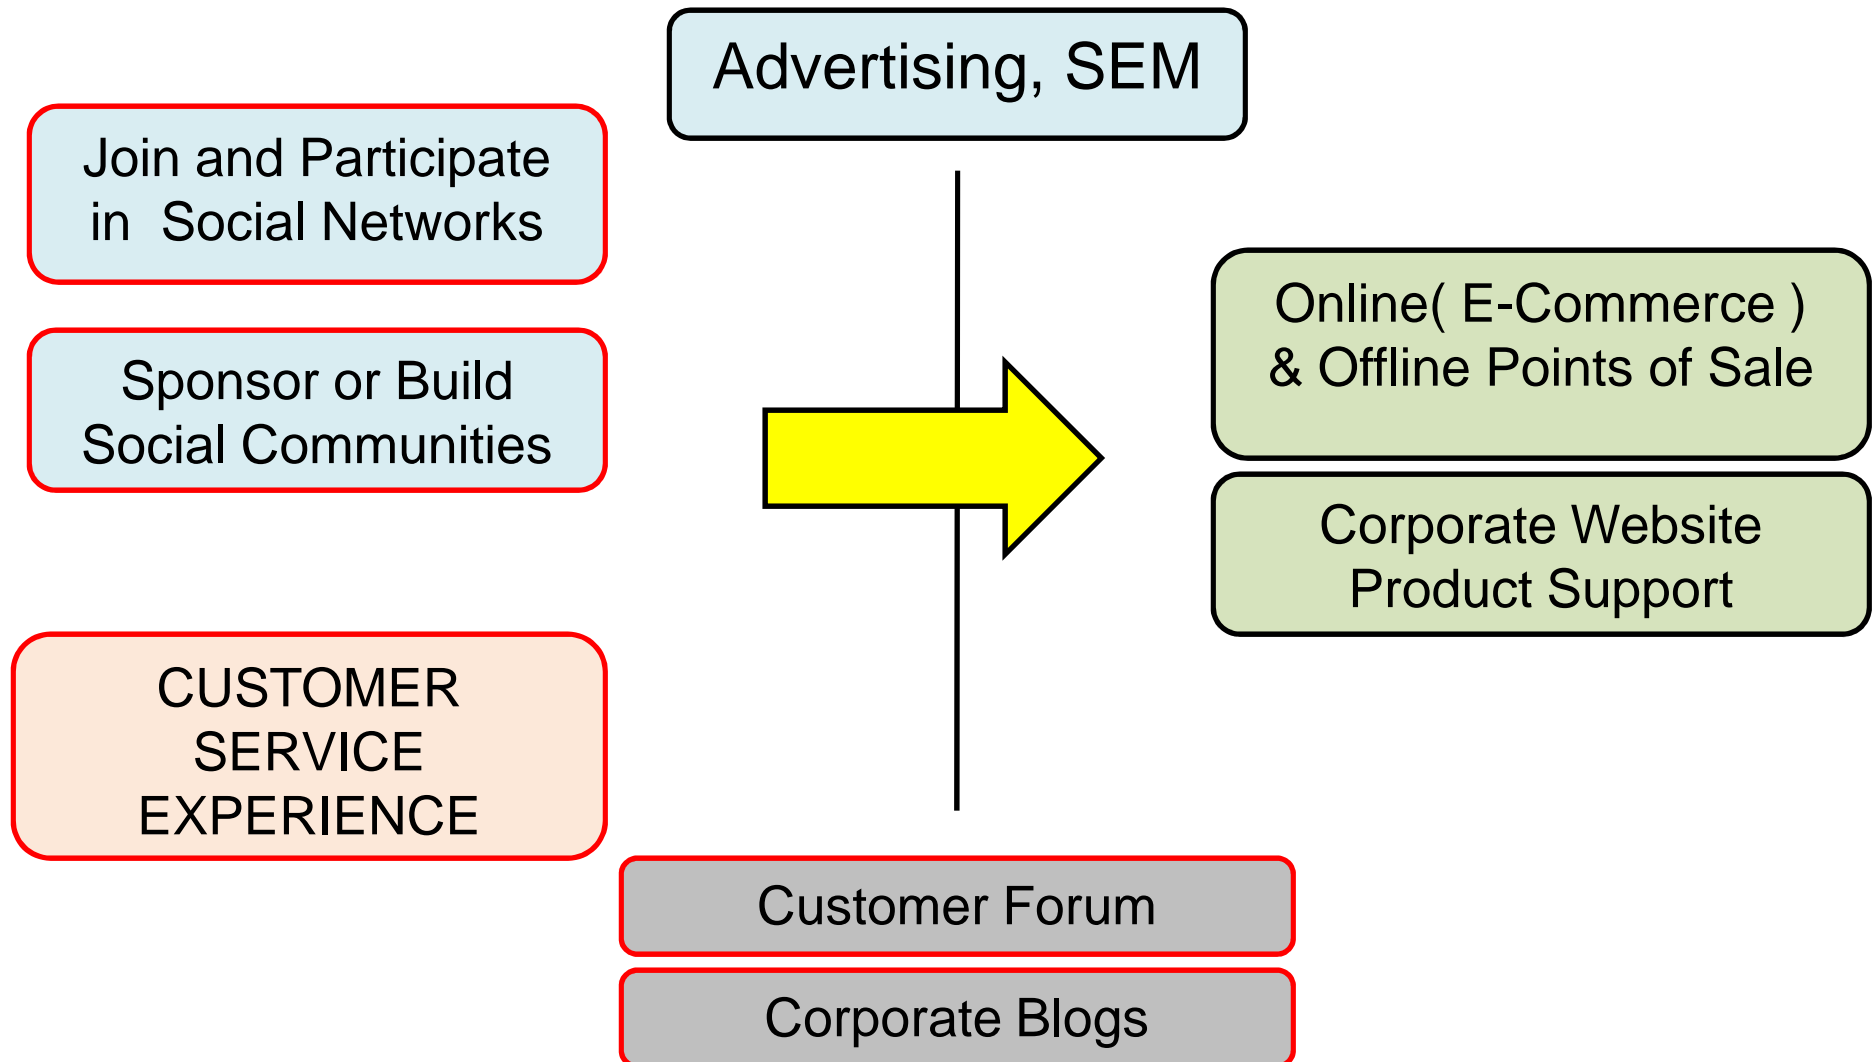 Advertising, SEM
Join and Participate
in  Social Networks
Sponsor or Build
Social Communities
Online( E-Commerce )
& Offline Points of Sale
Corporate Website
Product Support
CUSTOMER
SERVICE
EXPERIENCE
Customer Forum
Corporate Blogs